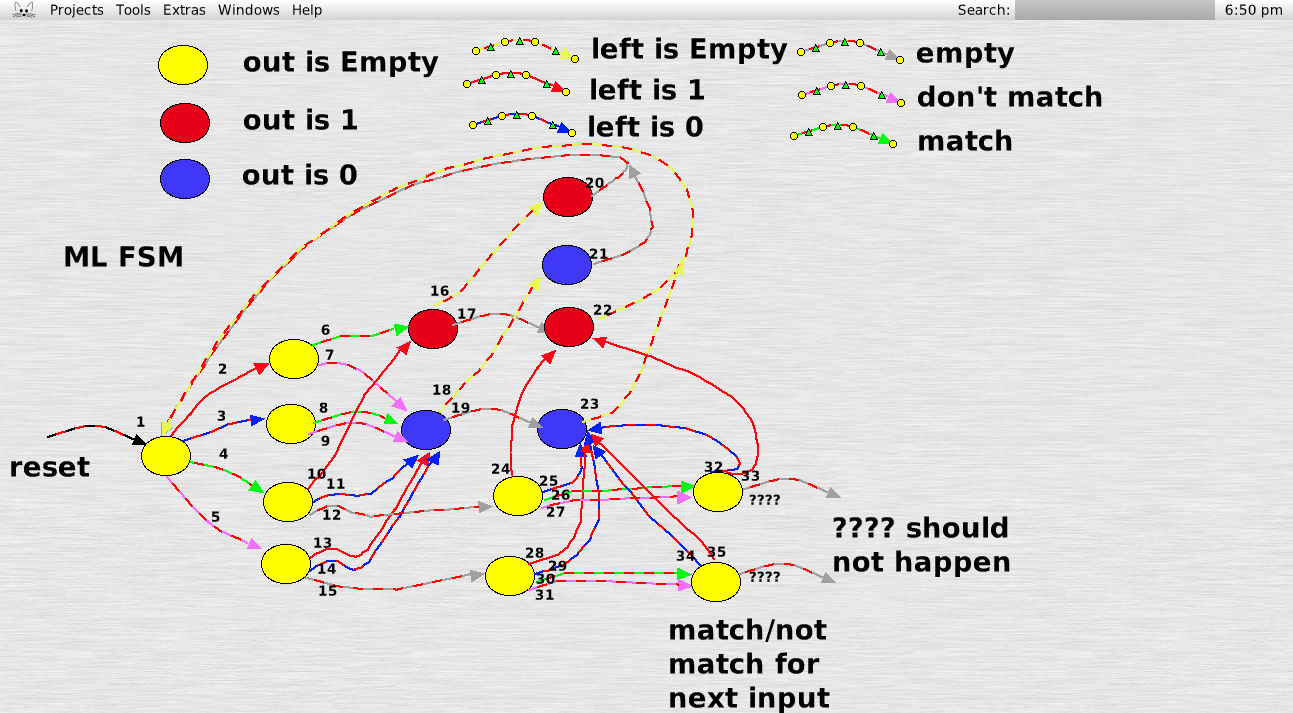 Projects Tools Extras Windows Help Search: 6:50 pm
out is Empty
left is Empty
empty
out is 1
left is 1
don't match
out is 0
left is 0
match
ML FSM
20
21
16
17
22
6
7
2
18
19
23
1
3
8
9
reset
4
10
11
12
24
25
26
27
32
33
????
5
13
14
15
28
29
30
31
34
35
????
???? should
not happen
match/not
match for
next input